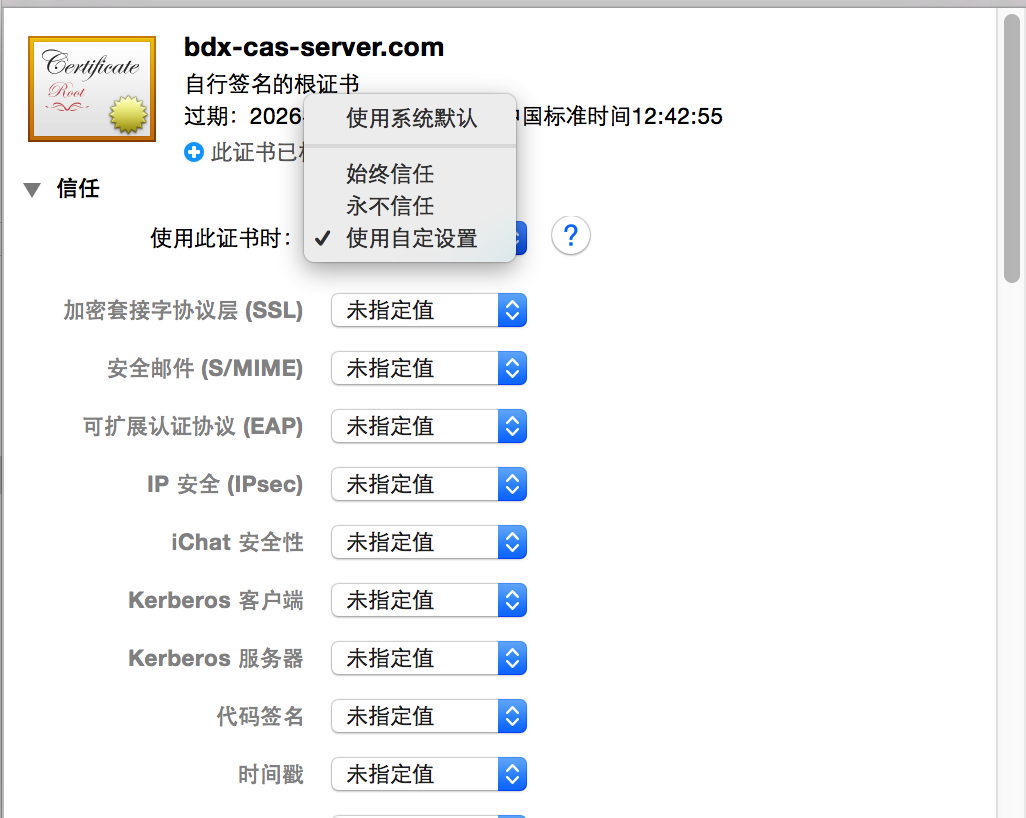 Certificate
Root
bdx-cas-server.com
自行签名的根证书
过期：2026 国标准时间12:42:55
此证书已
信任
使用系统默认
始终信任
永不信任
使用此证书时：
✓ 使用自定设置
?
加密套接字协议层 (SSL) 未指定值
安全邮件 (S/MIME) 未指定值
可扩展认证协议 (EAP) 未指定值
IP 安全 (IPsec) 未指定值
iChat 安全性 未指定值
Kerberos 客户端 未指定值
Kerberos 服务器 未指定值
代码签名 未指定值
时间戳 未指定值